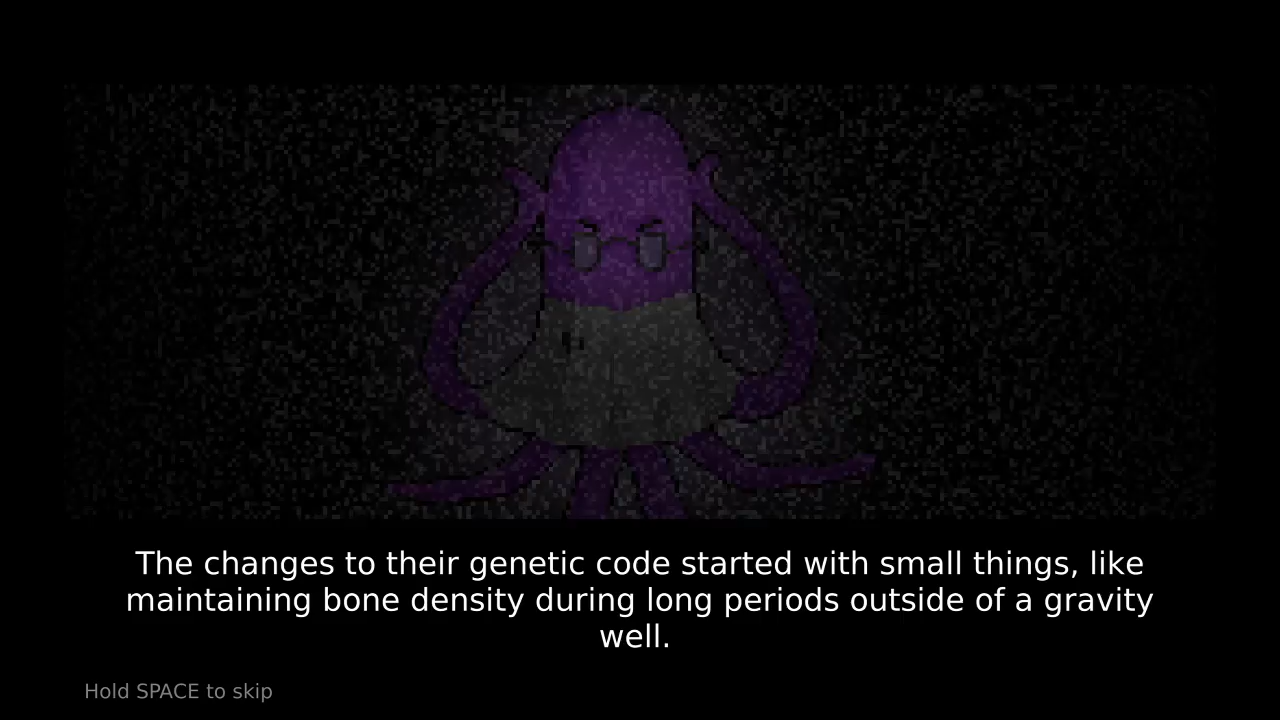 The changes to their genetic code started with small things, like
maintaining bone density during long periods outside of a gravity
well.
Hold SPACE to skip